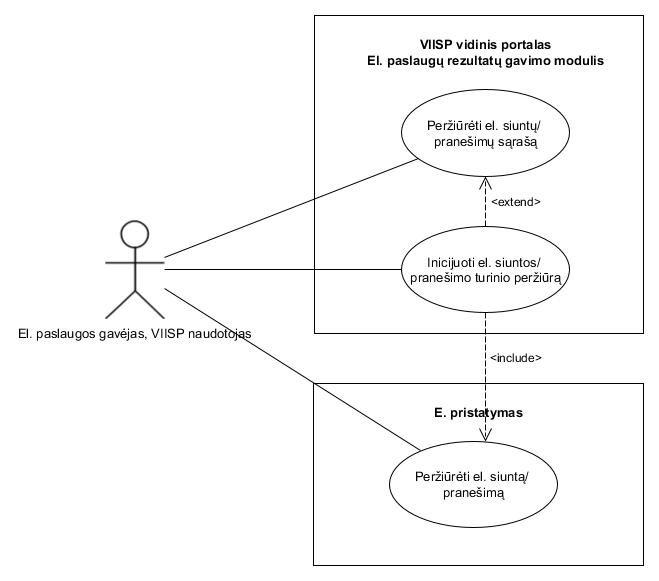 VIISP vidinis portalas
El. paslaugų rezultatų gavimo modulis
Peržiūrėti el. siuntų/
pranešimų sąrašą
<extend>
Inicijuoti el. siuntos/
pranešimo turinio peržiūrą
El. paslaugos gavėjas, VIISP naudotojas
<include>
E. pristatymas
Peržiūrėti el. siuntą/
pranešimą